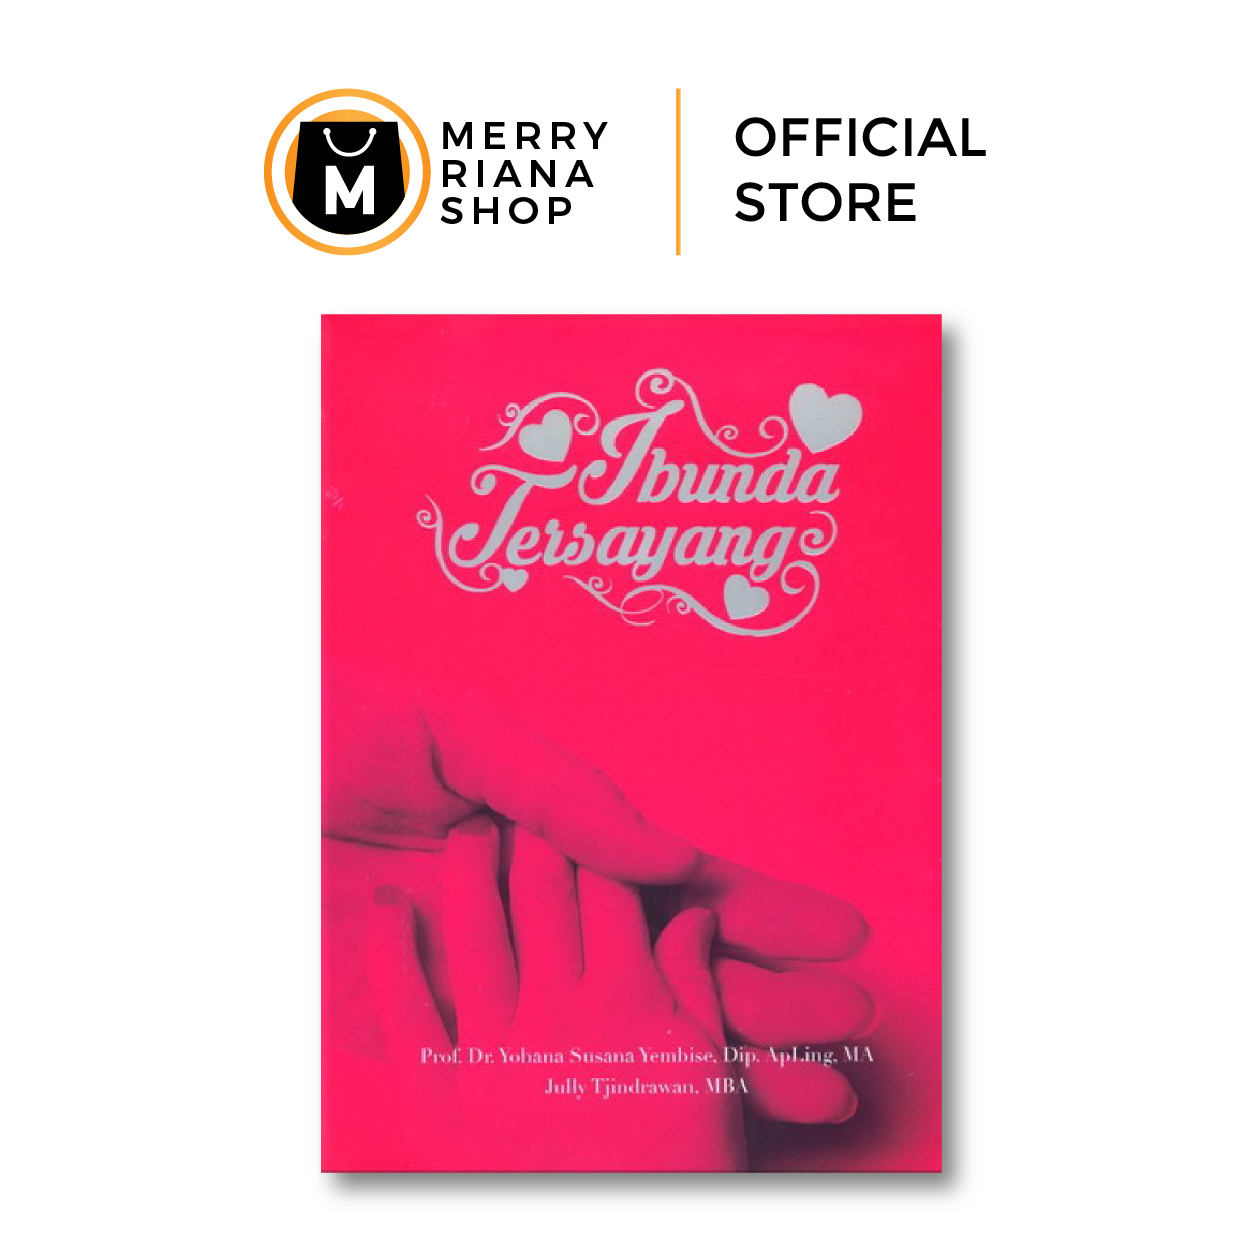 M
MERRY
RIANA
SHOP
OFFICIAL
STORE
Ibunda
Tersayang
Prof. Dr. Yohana Susana Yembise, Dip. ApLing, MA
Jully Tjindrawan, MBA